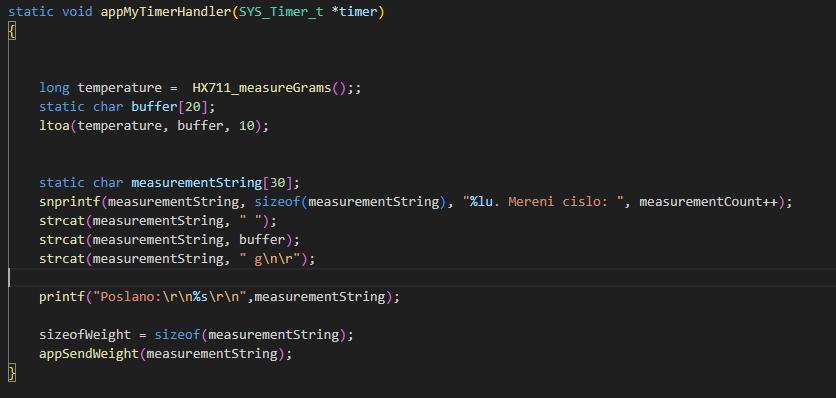 static void appMyTimerHandler(SYS_Timer_t *timer)
{
long temperature =  HX711_measureGrams();;
static char buffer[20];
ltoa(temperature, buffer, 10);
static char measurementString[30];
snprintf(measurementString, sizeof(measurementString), "%lu. Mereni cislo: ", measurementCount++);
strcat(measurementString, " ");
strcat(measurementString, buffer);
strcat(measurementString, " g\n\r");
printf("Poslano:\r\n%s\r\n",measurementString);
sizeofWeight = sizeof(measurementString);
appSendWeight(measurementString);
}